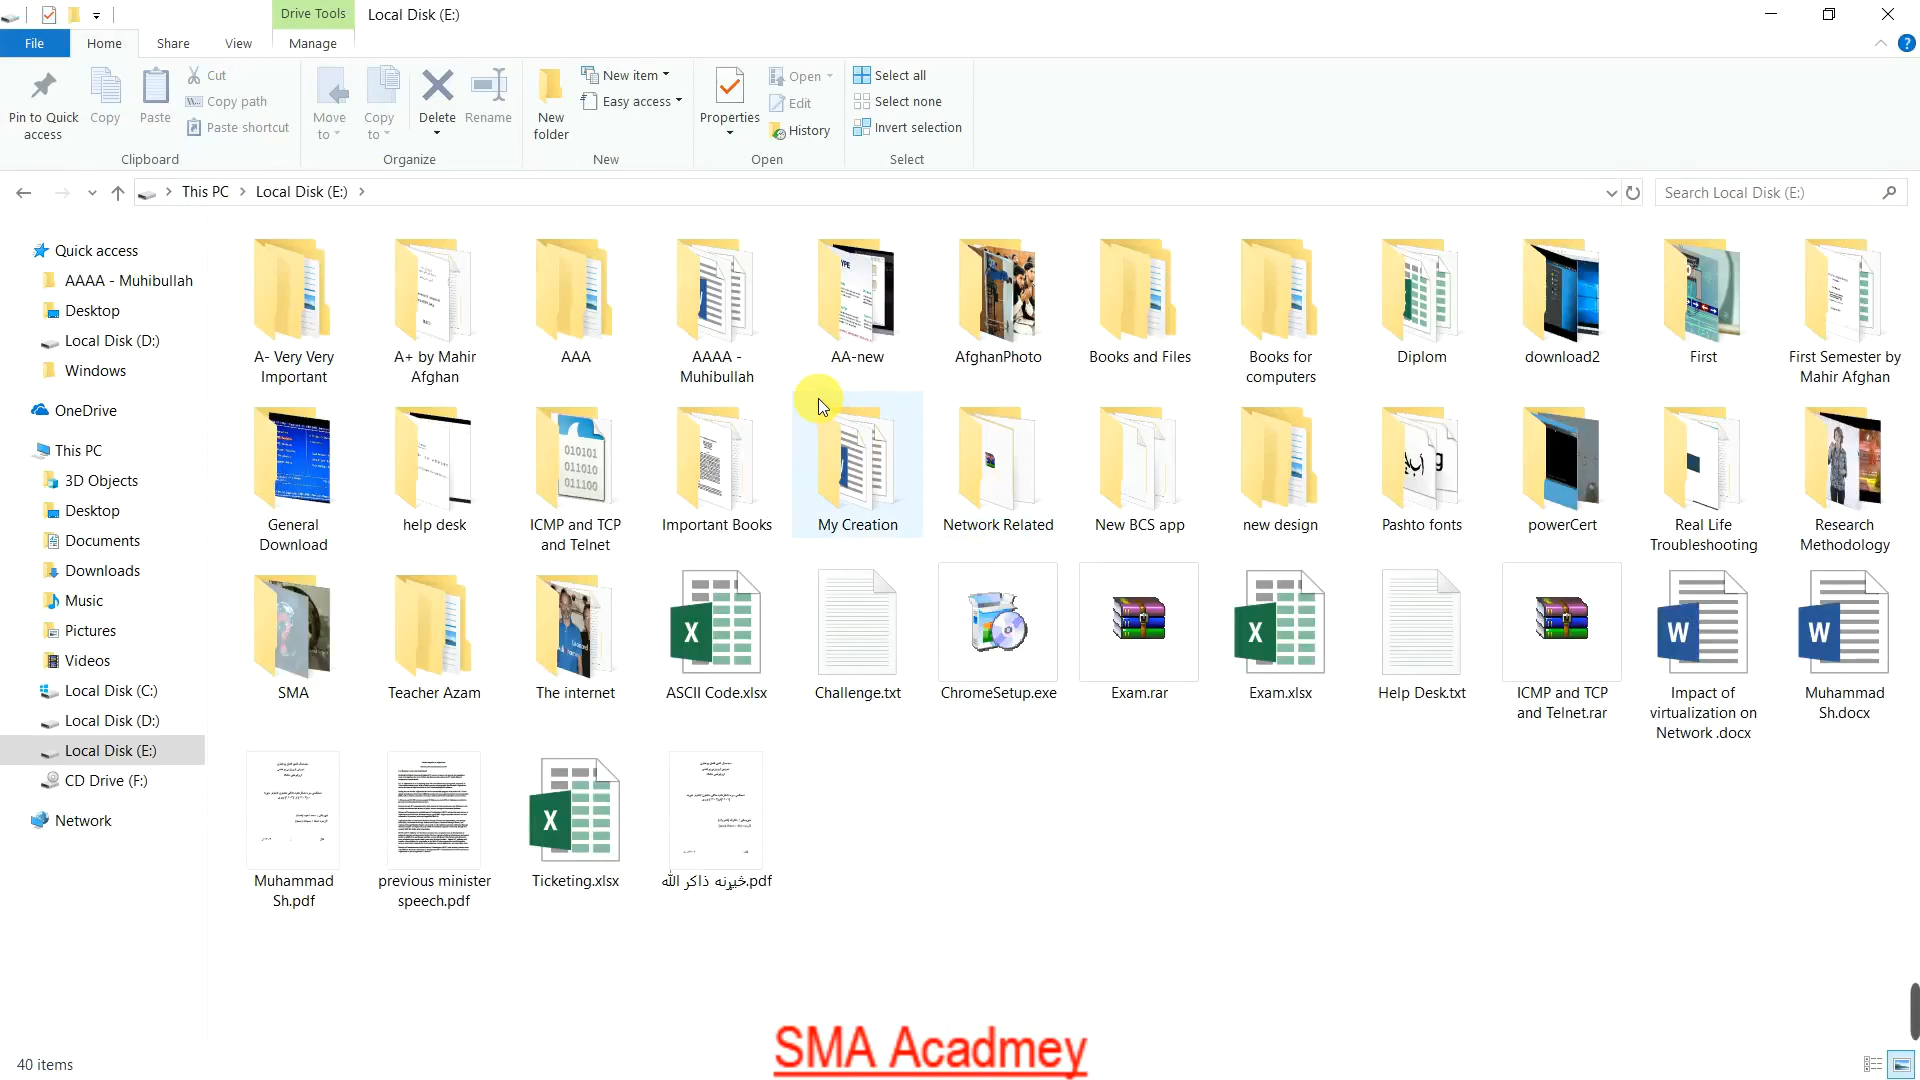 Drive Tools
Local Disk (E:)
File
Home
Share
View
Manage
Pin to Quick
access
Copy
Paste
Cut
Copy path
Paste shortcut
Clipboard
Move
to
Copy
to
Delete
Rename
Organize
New
folder
New item
Easy access
New
Properties
Open
Edit
History
Open
Select all
Select none
Invert selection
Select
This PC
Local Disk (E:)
Search Local Disk (E:)
Quick access
AAAA - Muhibullah
Desktop
Local Disk (D:)
Windows
OneDrive
This PC
3D Objects
Desktop
Documents
Downloads
Music
Pictures
Videos
Local Disk (C:)
Local Disk (D:)
Local Disk (E:)
CD Drive (F:)
Network
A- Very Very
Important
A+ by Mahir
Afghan
AAA
AAAA -
Muhibullah
AA-new
AfghanPhoto
Books and Files
Books for
computers
Diplom
download2
First
First Semester by
Mahir Afghan
General
Download
help desk
ICMP and TCP
and Telnet
Important Books
My Creation
Network Related
New BCS app
new design
Pashto fonts
powerCert
Real Life
Troubleshooting
Research
Methodology
SMA
Teacher Azam
The internet
ASCII Code.xlsx
Challenge.txt
ChromeSetup.exe
Exam.rar
Exam.xlsx
Help Desk.txt
ICMP and TCP
and Telnet.rar
Impact of
virtualization on
Network .docx
Muhammad
Sh.docx
Muhammad
Sh.pdf
previous minister
speech.pdf
Ticketing.xlsx
څیړنه ذاکر الله.pdf
SMA Acadmey
40 items